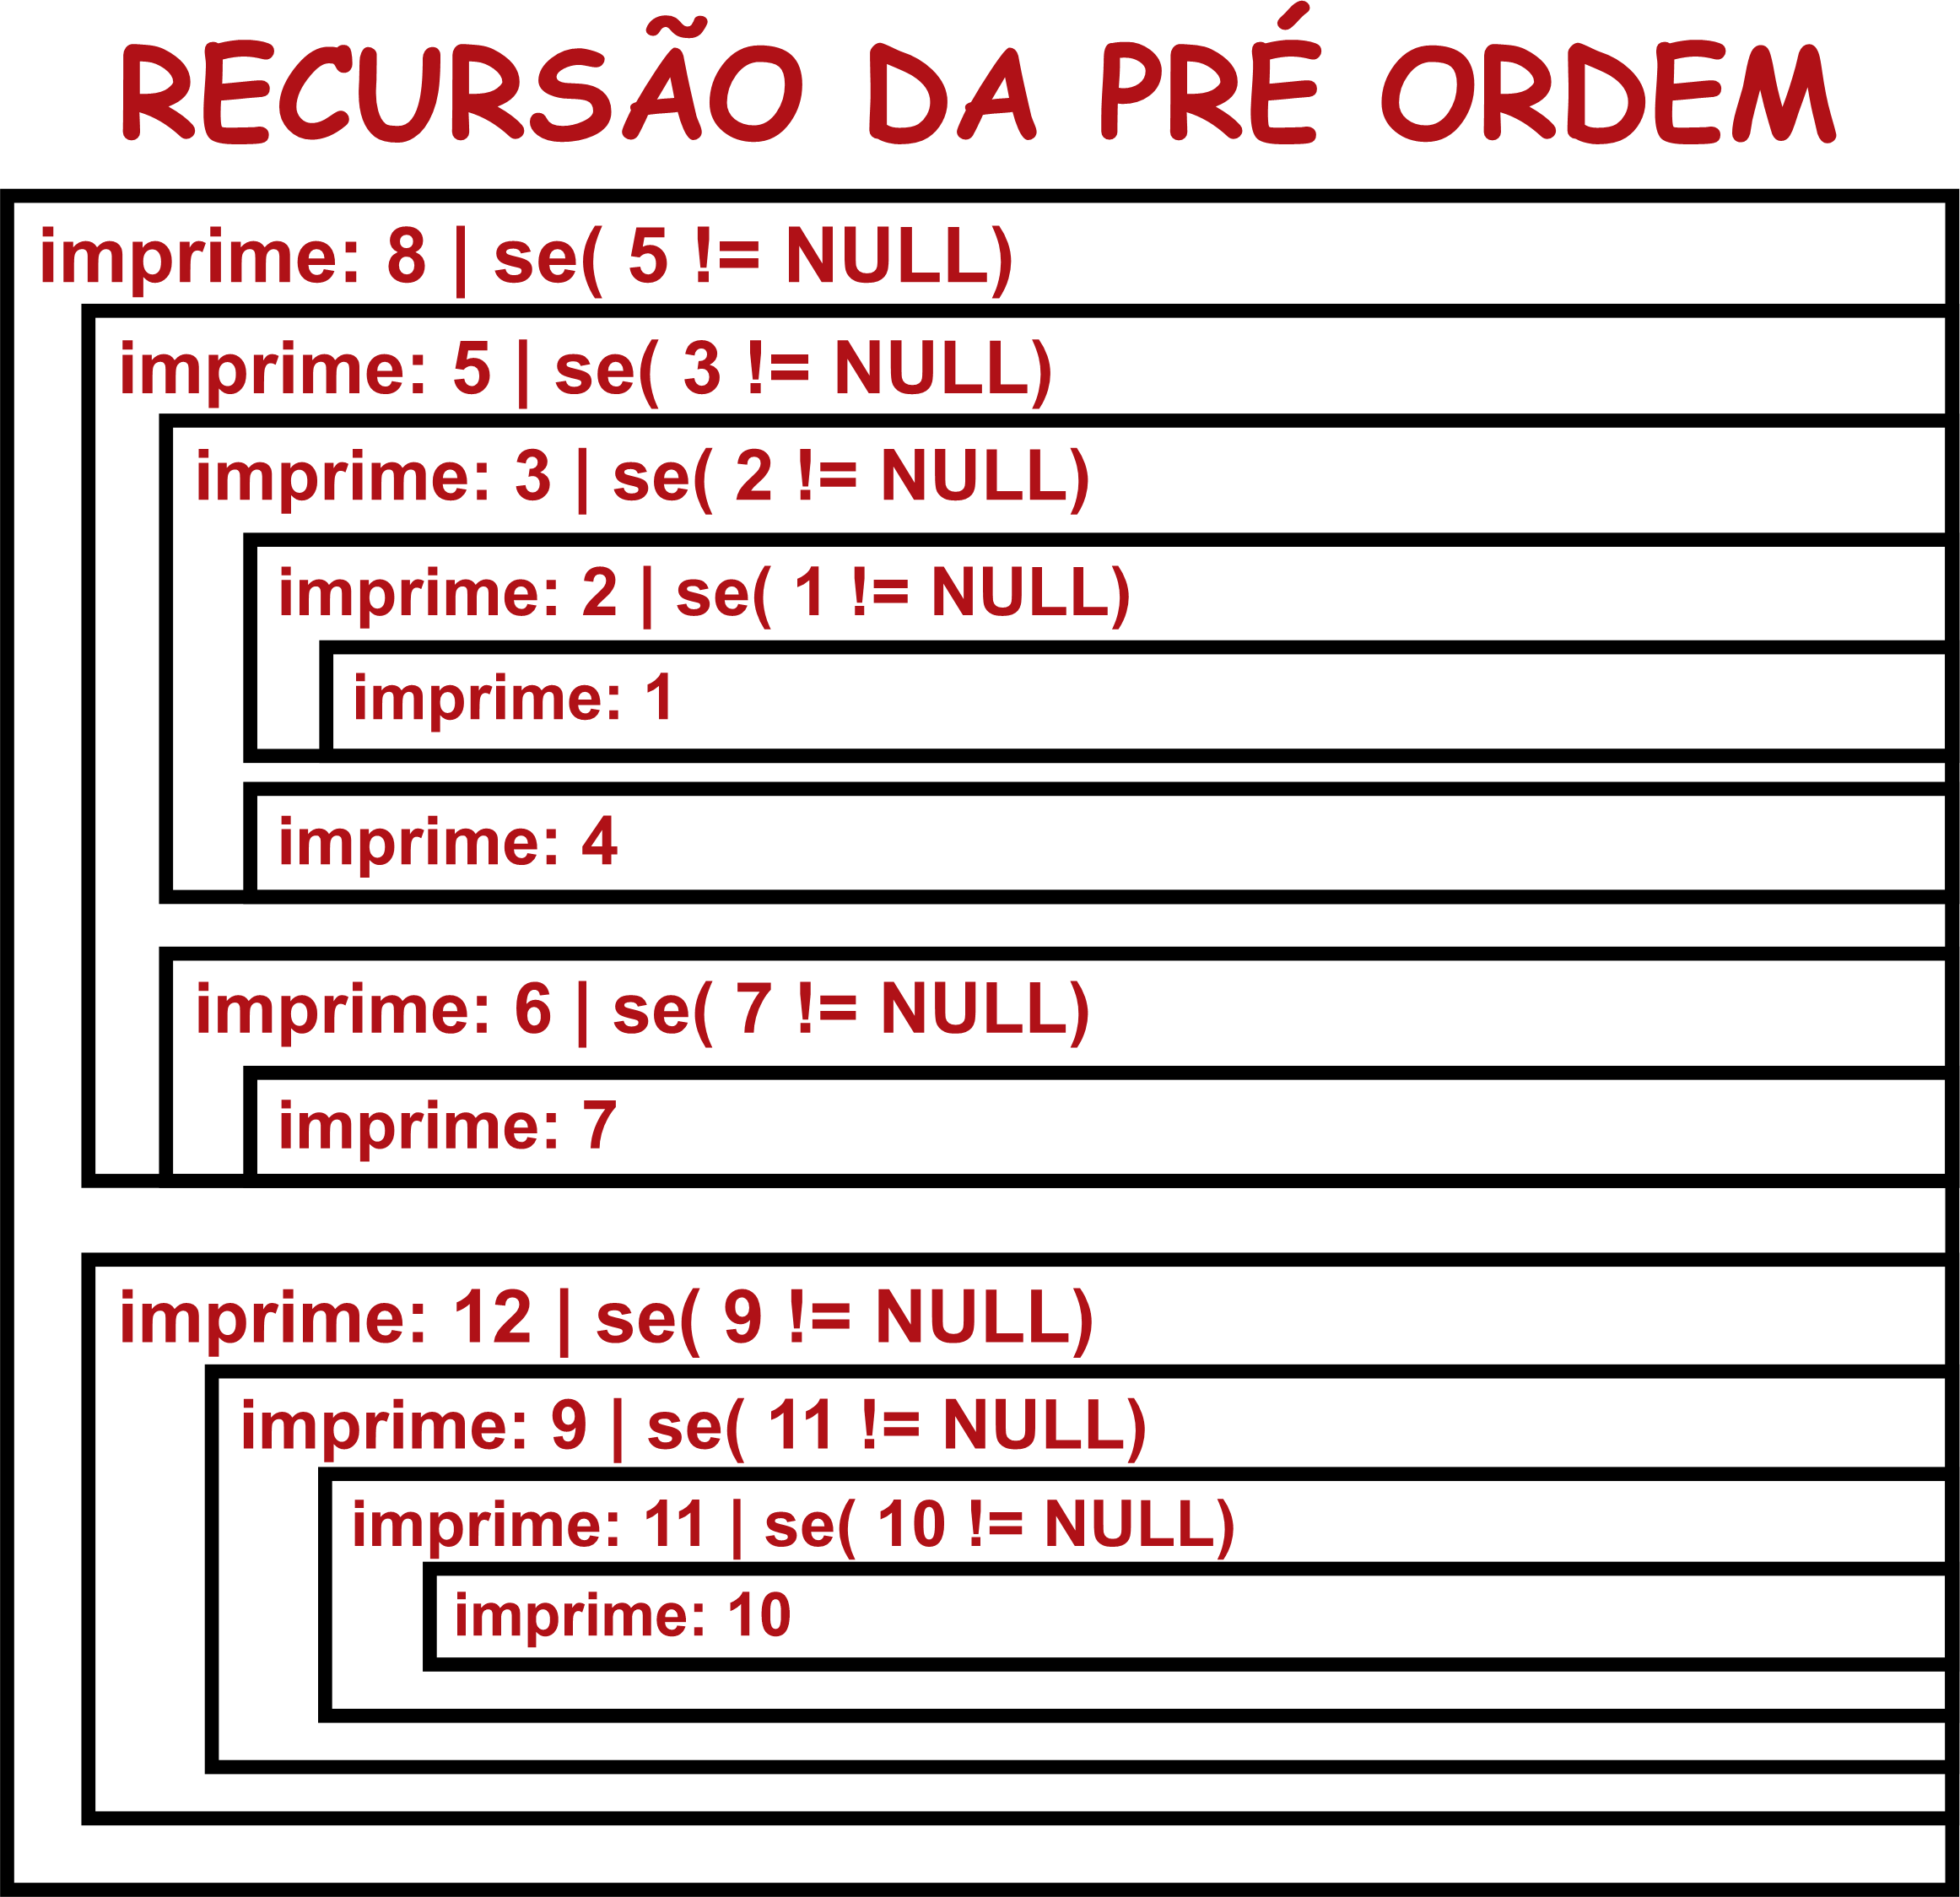 RECURSÃO DA PRÉ ORDEM
imprime: 8 | se( 5 != NULL)
imprime: 5 | se( 3 != NULL)
imprime: 3 | se( 2 != NULL)
imprime: 2 | se( 1 != NULL)
imprime: 1
imprime: 4
imprime: 6 | se( 7 != NULL)
imprime: 7
imprime: 12 | se( 9 != NULL)
imprime: 9 | se( 11 != NULL)
imprime: 11 | se( 10 != NULL)
imprime: 10